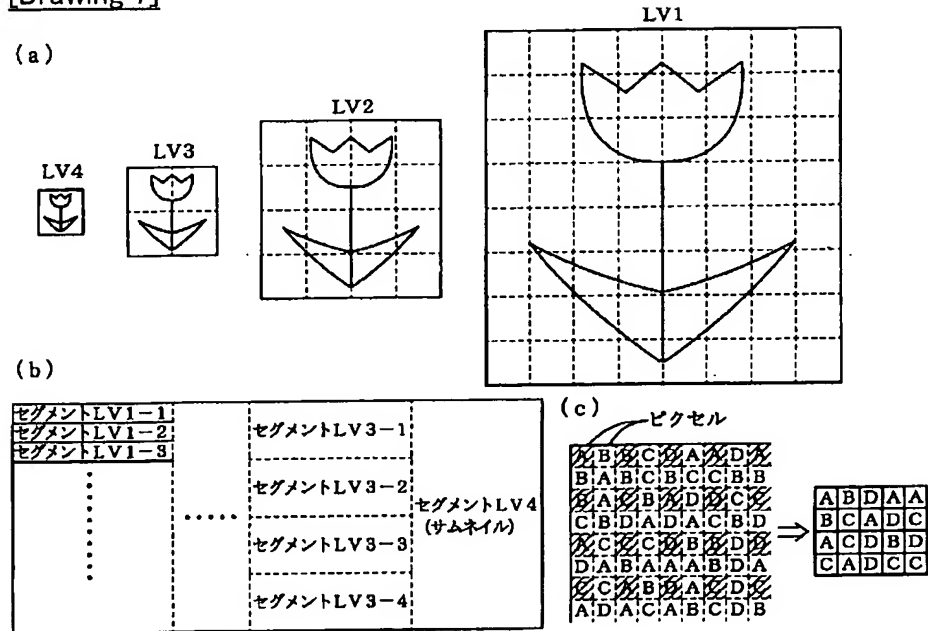 [Drawing 7]
(a)
LV4
LV3
LV2
LV1
(b)
セグメントLV1-1
セグメントLV1-2
セグメントLV1-3
セグメントLV3-1
セグメントLV3-2
セグメントLV3-3
セグメントLV3-4
セグメントLV4
(サムネイル)
(c)
ピクセル
A B B C D A A D A
B A B C B C C B B
B A C B A D D C C
C B D A D A C B D
A C C C D B B D D
D A B A A A B D A
C C A B D A C D C
A D A C A B C D B
⇒
A B D A A
B C A D C
A C D B D
C A D C C